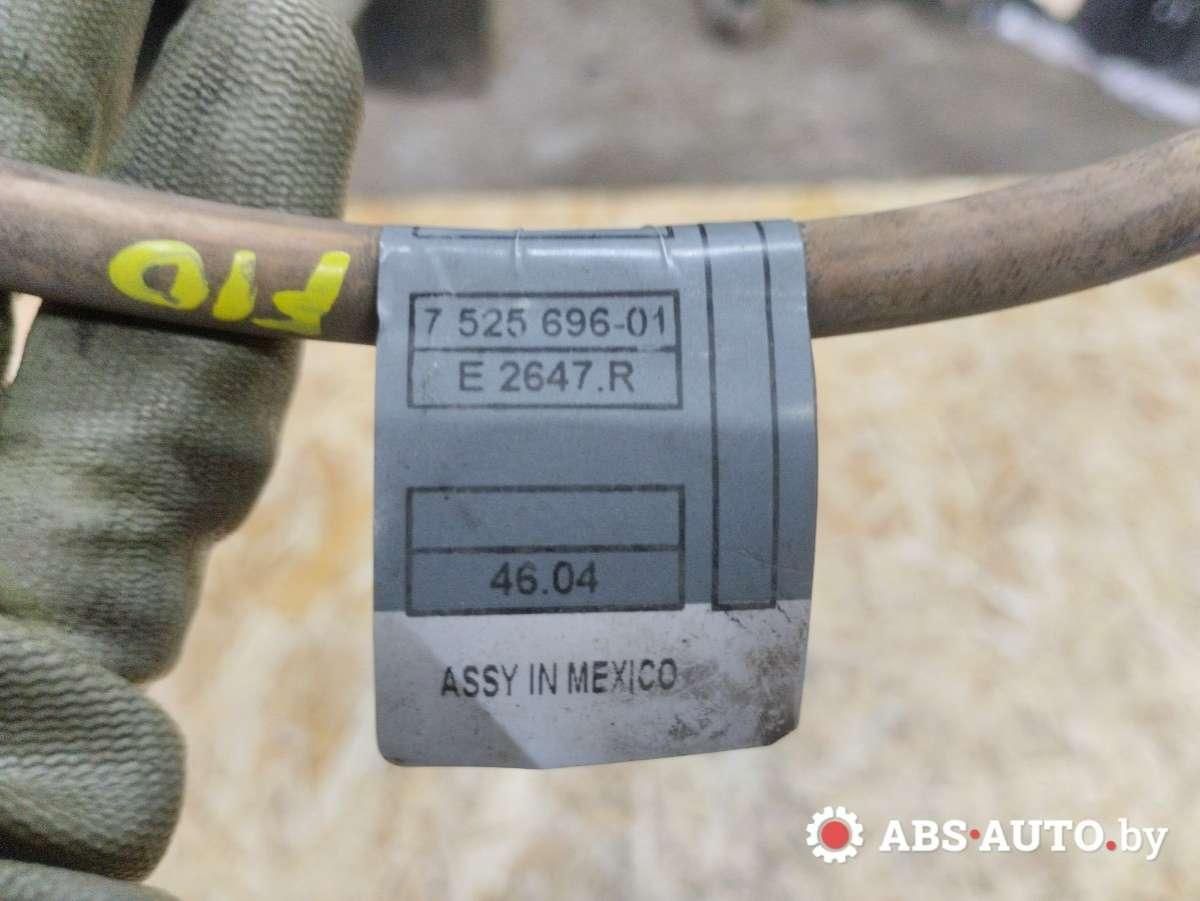 F10
7 525 696-01
E 2647.R
46.04
ASSY IN MEXICO
ABS·AUTO.by